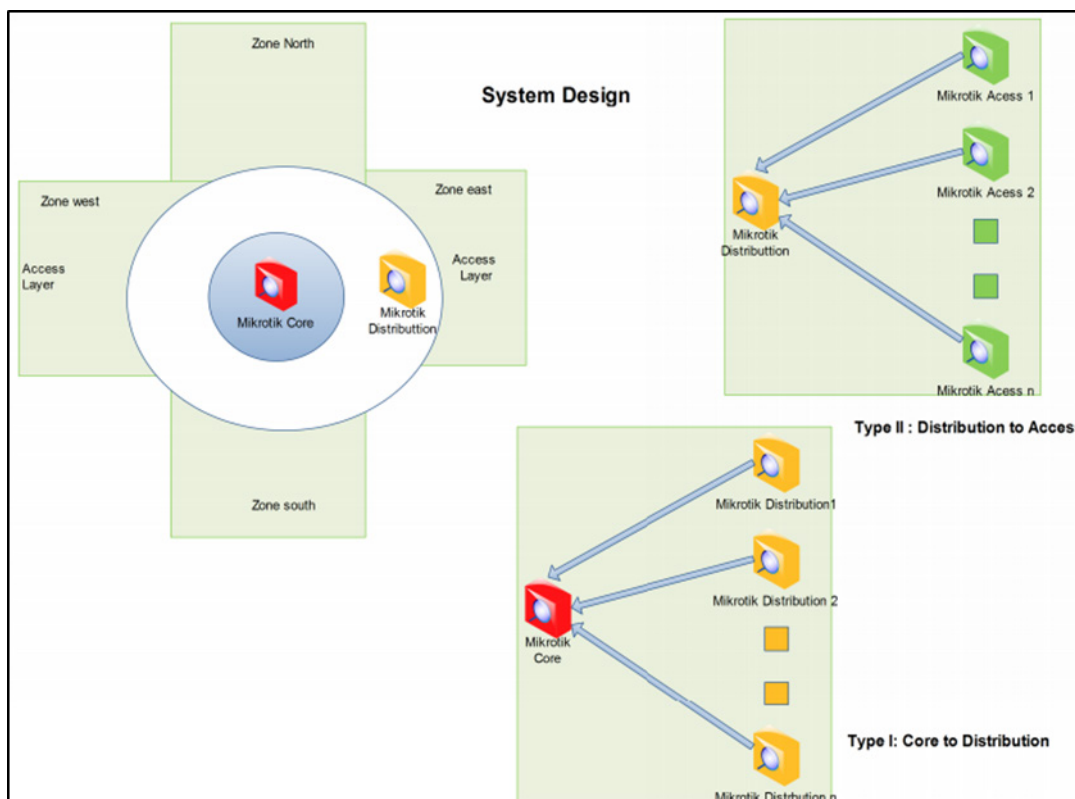 Zone North
System Design
Zone west
Zone east
Access
Layer
Access
Layer
Mikrotik Core
Mikrotik
Distributtion
Zone south
Mikrotik Acess 1
Mikrotik Acess 2
Mikrotik
Distributtion
Mikrotik Acess n
Type II : Distribution to Acces
Mikrotik Distribution1
Mikrotik Distribution 2
Mikrotik
Core
Type I: Core to Distribution
Mikrotik Distrbution n